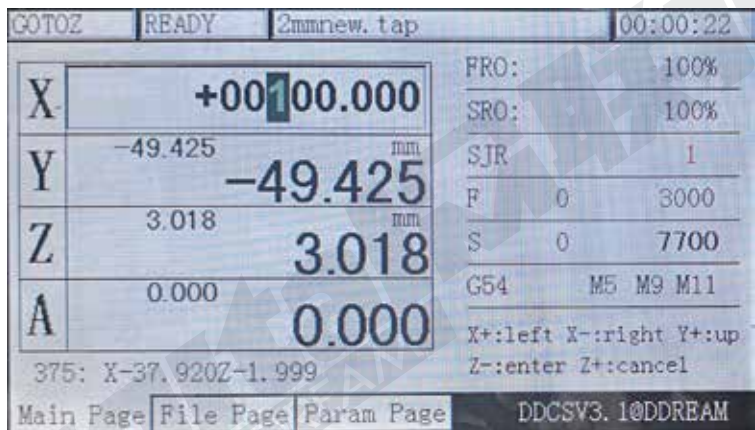 GOTOZ READY 2mmnew.tap 00:00:22
X +00100.000
FRO: 100%
SRO: 100%
Y -49.425 mm -49.425
SJR 1
F 0 3000
Z 3.018 mm 3.018
S 0 7700
A 0.000 0.000
G54 M5 M9 M11
X+:left X-:right Y+:up
Z-:enter Z+:cancel
375: X-37.920Z-1.999
Main Page File Page Param Page DDCSV3.1@DDREAM